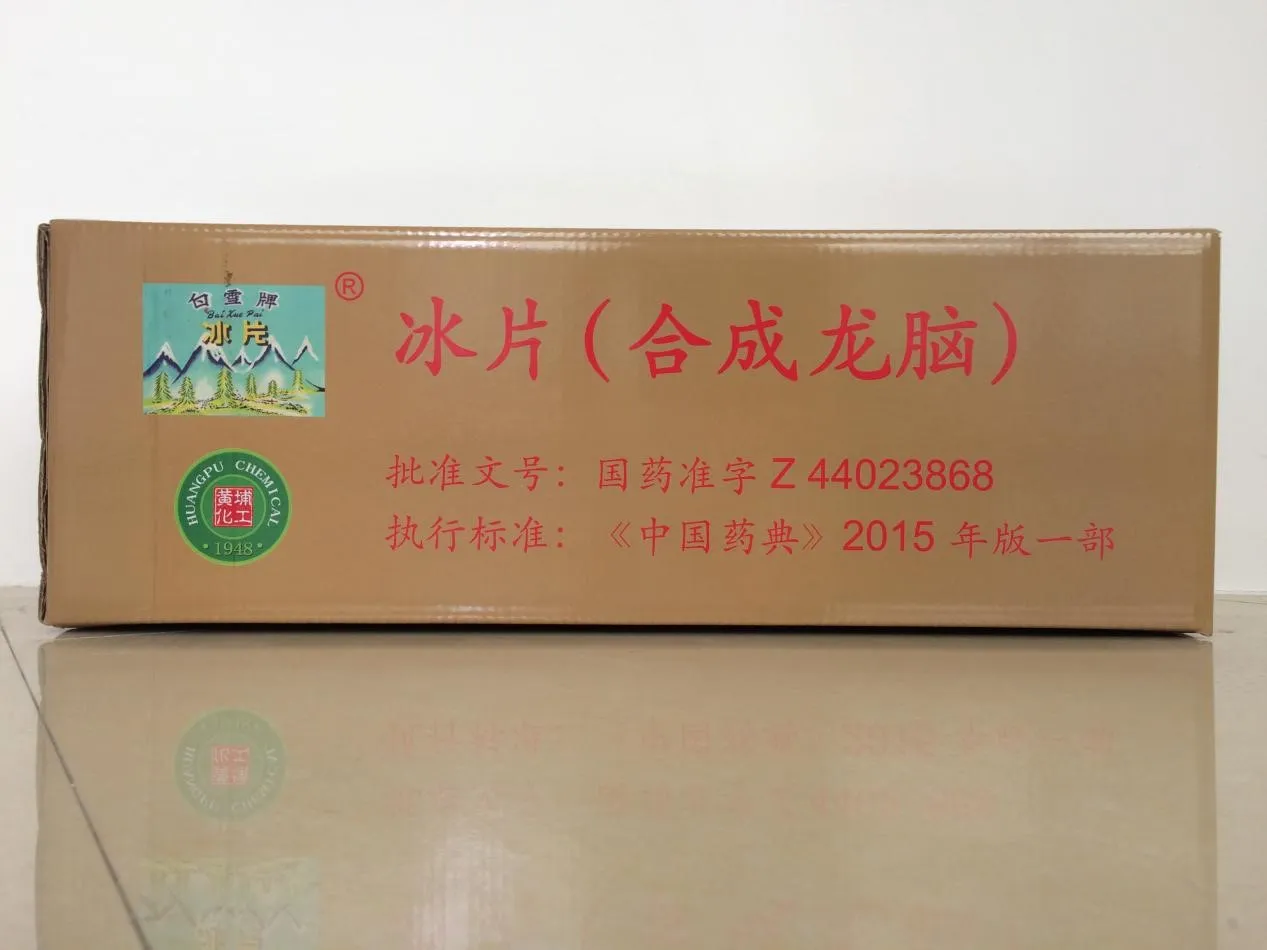 白雪牌
Bai Xue Pai
冰片
®
冰片(合成龙脑)
HUANGPU CHEMICAL
黄埔
化工
·1948·
批准文号：国药准字 Z 44023868
执行标准：《中国药典》2015 年版一部